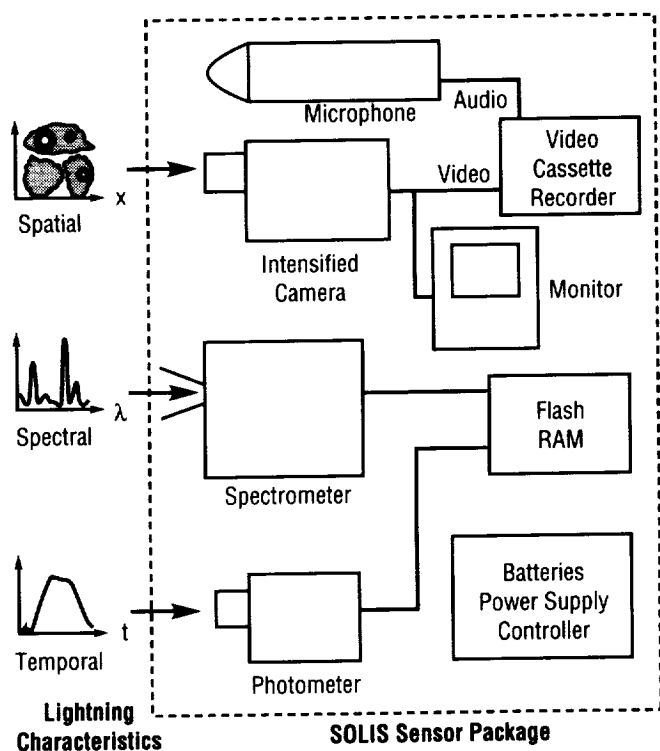 Microphone
Audio
Video
Cassette
Recorder
x
Spatial
Video
Intensified
Camera
Monitor
λ
Spectral
Spectrometer
Flash
RAM
t
Temporal
Photometer
Batteries
Power Supply
Controller
Lightning
Characteristics
SOLIS Sensor Package